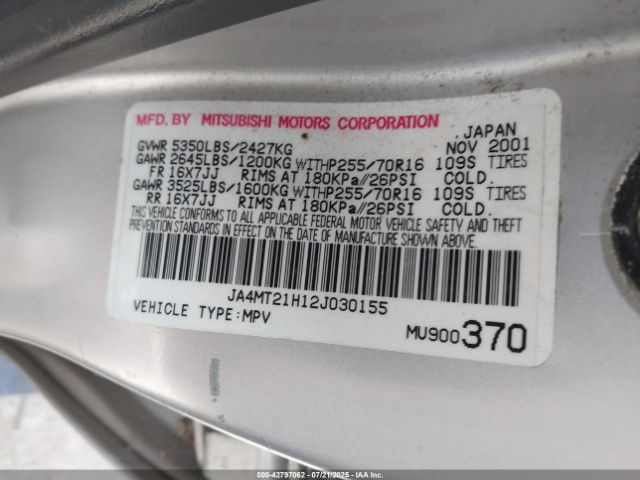 MFD. BY MITSUBISHI MOTORS CORPORATION
JAPAN
GVWR 5350LBS/2427KG NOV 2001
GAWR 2645LBS/1200KG WITHP255/70R16 109S TIRES
FR 16X7JJ RIMS AT 180KPa//26PSI COLD.
GAWR 3525LBS/1600KG WITHP255/70R16 109S TIRES
RR 16X7JJ RIMS AT 180KPa//26PSI COLD.
THIS VEHICLE CONFORMS TO ALL APPLICABLE FEDERAL MOTOR VEHICLE SAFETY AND THEFT
PREVENTION STANDARDS IN EFFECT ON THE DATE OF MANUFACTURE SHOWN ABOVE.
JA4MT21H12J030155
VEHICLE TYPE:MPV
MU900370
000-42797062 - 07/21/2025 - IAAI.COM